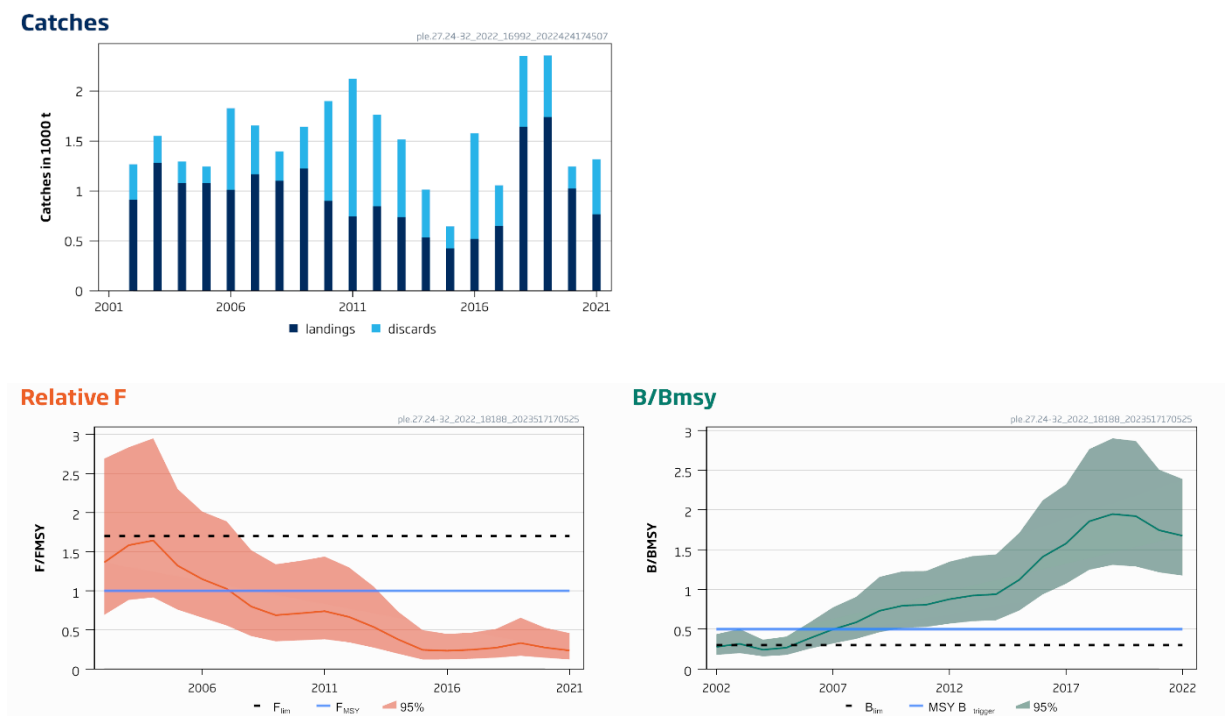 Catches
ple.27.24-32_2022_16992_2022424174507
Catches in 1000 t
2
1.5
1
0.5
0
2001 2006 2011 2016 2021
landings discards
Relative F
ple.27.24-32_2022_18188_2023517170525
F/FMSY
3
2.5
2
1.5
1
0.5
0
2006 2011 2016 2021
Flim FMSY 95%
B/Bmsy
ple.27.24-32_2022_18188_2023517170525
B/BMSY
3
2.5
2
1.5
1
0.5
0
2002 2007 2012 2017 2022
Blim MSY B trigger 95%